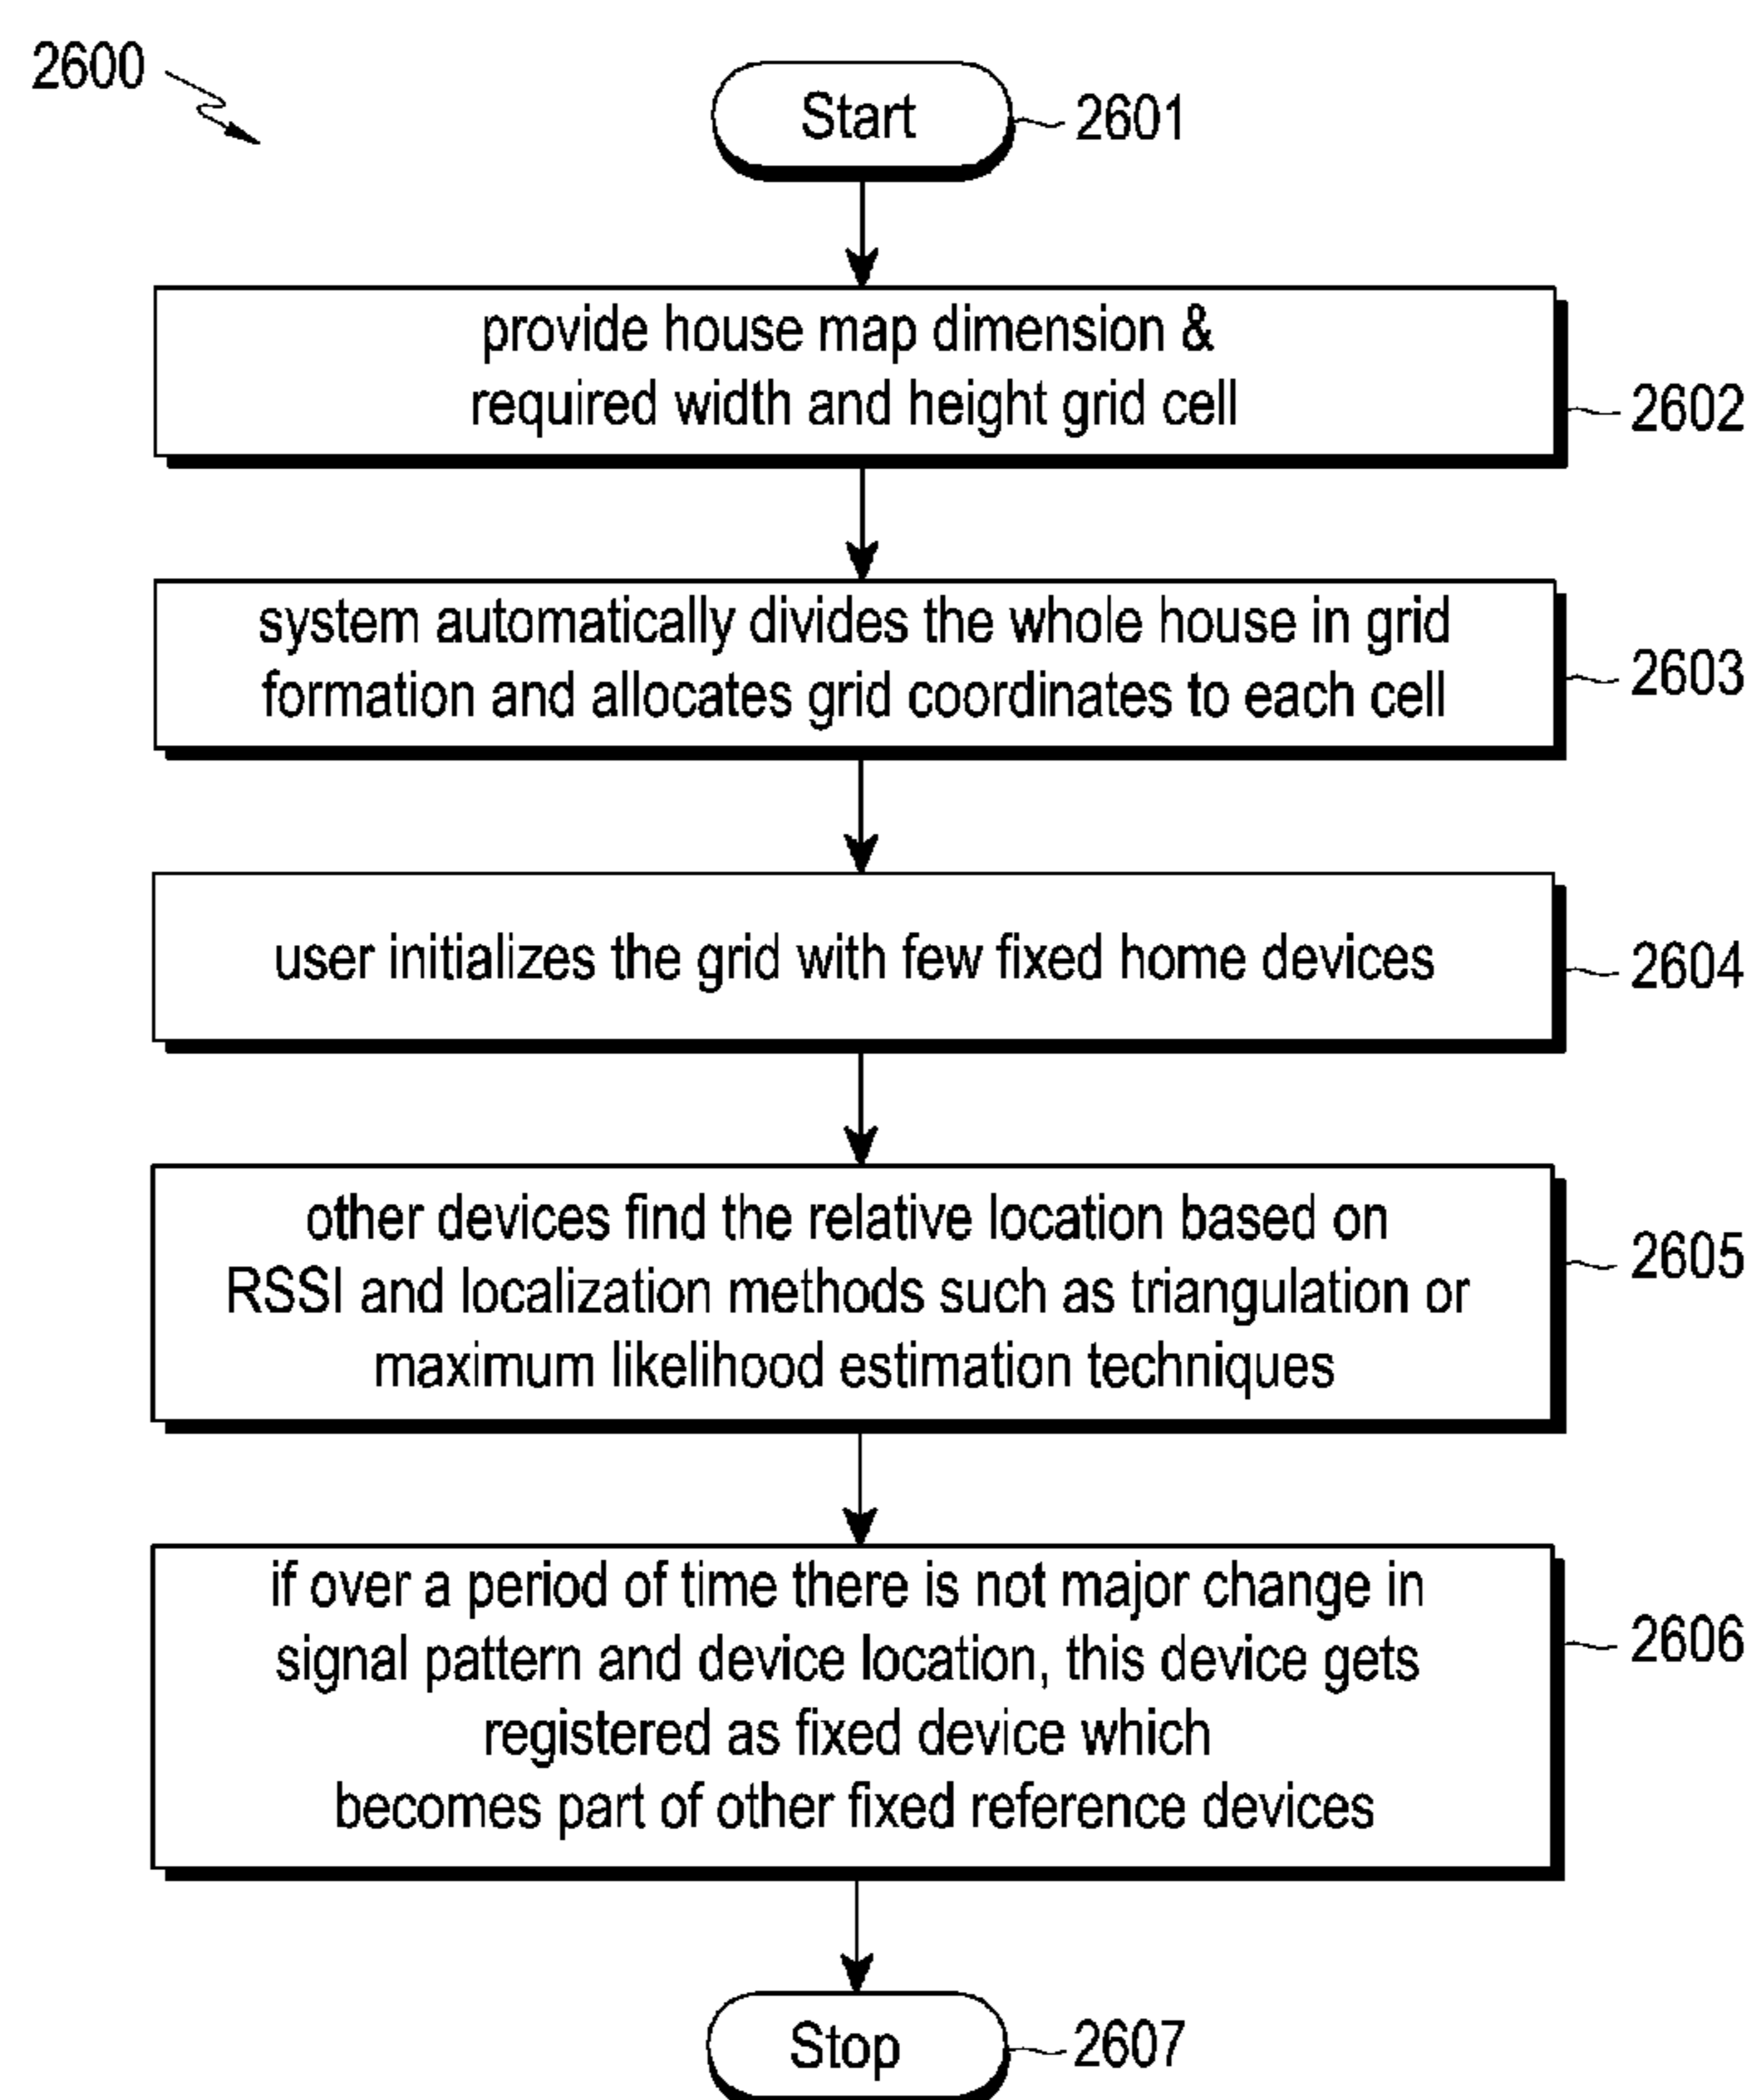 2600
Start
2601
provide house map dimension &
required width and height grid cell
2602
system automatically divides the whole house in grid
formation and allocates grid coordinates to each cell
2603
user initializes the grid with few fixed home devices
2604
other devices find the relative location based on
RSSI and localization methods such as triangulation or
maximum likelihood estimation techniques
2605
if over a period of time there is not major change in
signal pattern and device location, this device gets
registered as fixed device which
becomes part of other fixed reference devices
2606
Stop
2607